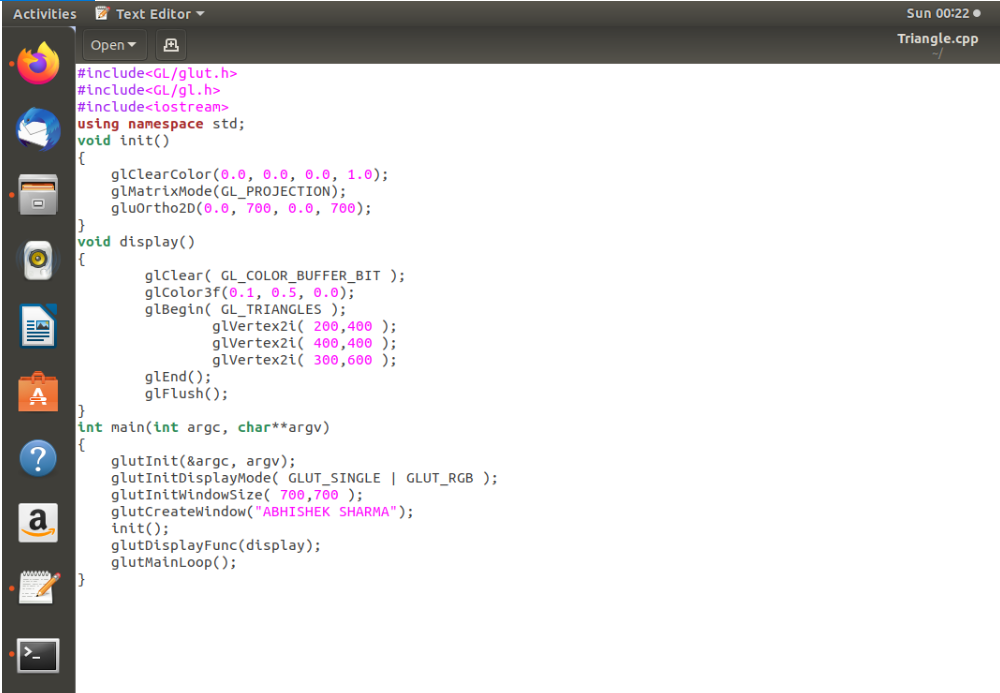 Activities Text Editor Sun 00:22
Open Triangle.cpp
~/
#include<GL/glut.h>
#include<GL/gl.h>
#include<iostream>
using namespace std;
void init()
{
    glClearColor(0.0, 0.0, 0.0, 1.0);
    glMatrixMode(GL_PROJECTION);
    gluOrtho2D(0.0, 700, 0.0, 700);
}
void display()
{
        glClear( GL_COLOR_BUFFER_BIT );
        glColor3f(0.1, 0.5, 0.0);
        glBegin( GL_TRIANGLES );
                glVertex2i( 200,400 );
                glVertex2i( 400,400 );
                glVertex2i( 300,600 );
        glEnd();
        glFlush();
}
int main(int argc, char**argv)
{
    glutInit(&argc, argv);
    glutInitDisplayMode( GLUT_SINGLE | GLUT_RGB );
    glutInitWindowSize( 700,700 );
    glutCreateWindow("ABHISHEK SHARMA");
    init();
    glutDisplayFunc(display);
    glutMainLoop();
}